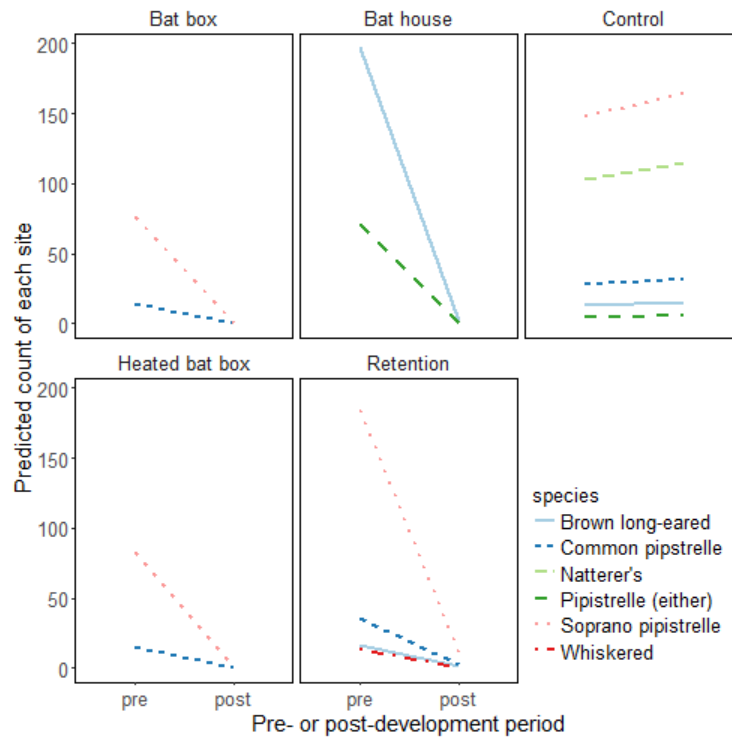 Bat box Bat house Control
200
150
100
50
0
Predicted count of each site
Heated bat box Retention
200
150
100
50
0
species
Brown long-eared
Common pipstrelle
Natterer's
Pipistrelle (either)
Soprano pipistrelle
Whiskered
pre post pre post
Pre- or post-development period